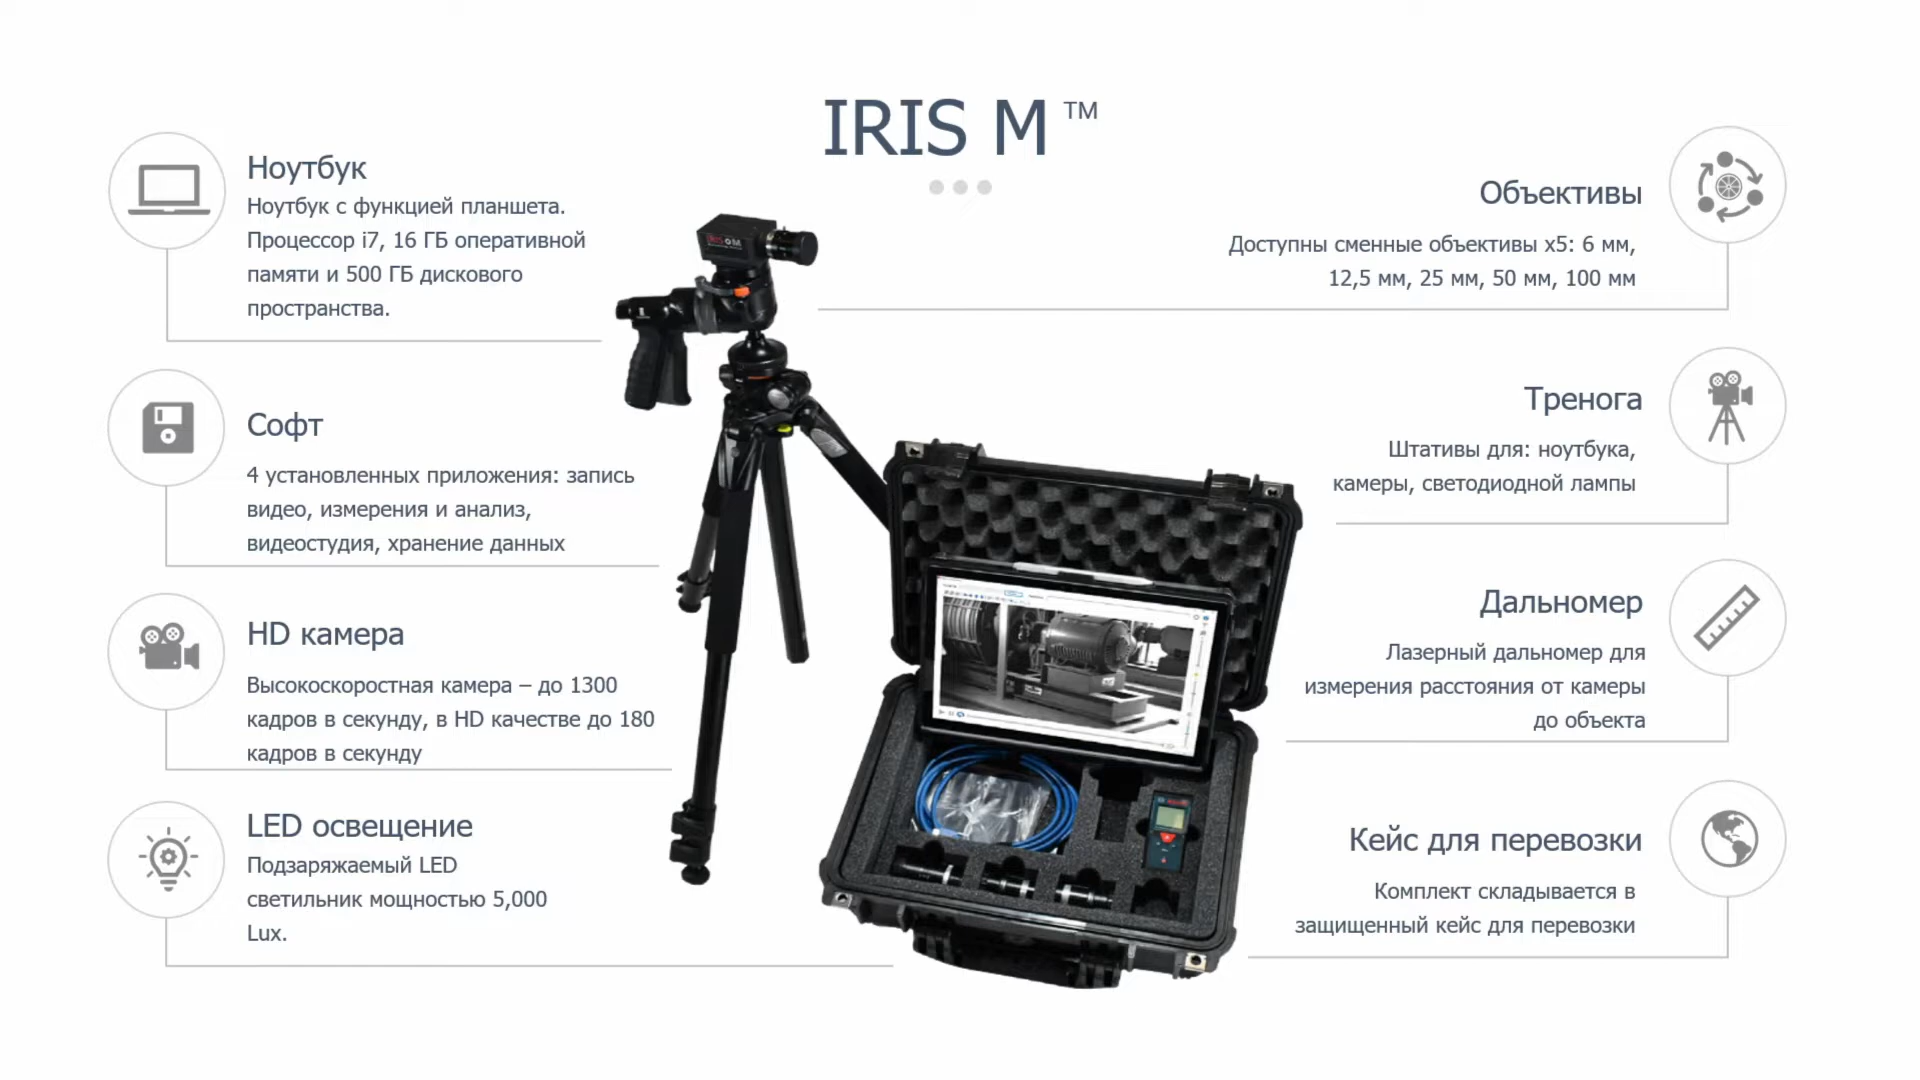 IRIS M ™
Ноутбук
Ноутбук с функцией планшета.
Процессор i7, 16 ГБ оперативной
памяти и 500 ГБ дискового
пространства.
Софт
4 установленных приложения: запись
видео, измерения и анализ,
видеостудия, хранение данных
HD камера
Высокоскоростная камера – до 1300
кадров в секунду, в HD качестве до 180
кадров в секунду
LED освещение
Подзаряжаемый LED
светильник мощностью 5,000
Lux.
Объективы
Доступны сменные объективы x5: 6 мм,
12,5 мм, 25 мм, 50 мм, 100 мм
Тренога
Штативы для: ноутбука,
камеры, светодиодной лампы
Дальномер
Лазерный дальномер для
измерения расстояния от камеры
до объекта
Кейс для перевозки
Комплект складывается в
защищенный кейс для перевозки